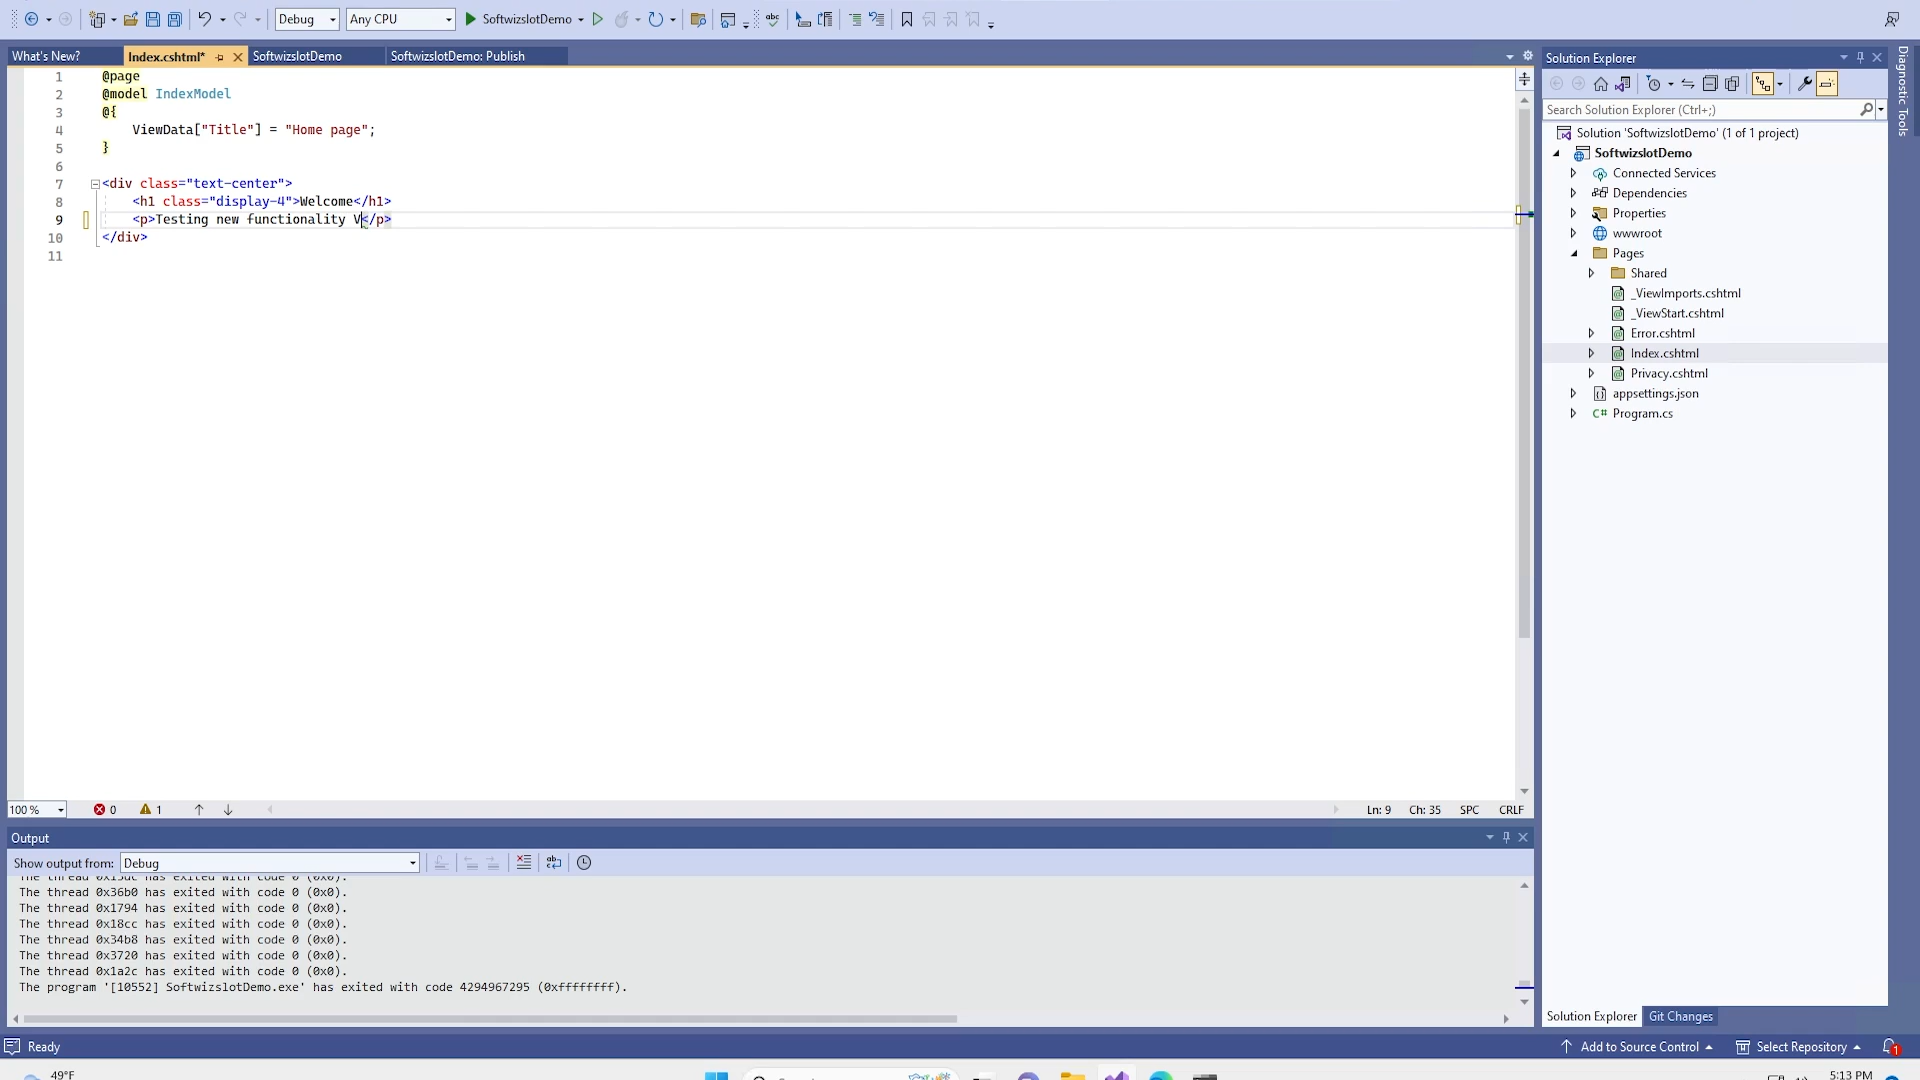 Debug
Any CPU
SoftwizslotDemo
abc
What's New?
Index.cshtml*
SoftwizslotDemo
SoftwizslotDemo: Publish
1 @page
2 @model IndexModel
3 @{
4 ViewData["Title"] = "Home page";
5 }
6
7 <div class="text-center">
8 <h1 class="display-4">Welcome</h1>
9 <p>Testing new functionality V</p>
10 </div>
11
100 %
0
1
Ln: 9
Ch: 35
SPC
CRLF
Output
Show output from:
Debug
The thread 0x36b0 has exited with code 0 (0x0).
The thread 0x1794 has exited with code 0 (0x0).
The thread 0x18cc has exited with code 0 (0x0).
The thread 0x34b8 has exited with code 0 (0x0).
The thread 0x3720 has exited with code 0 (0x0).
The thread 0x1a2c has exited with code 0 (0x0).
The program '[10552] SoftwizslotDemo.exe' has exited with code 4294967295 (0xffffffff).
Solution Explorer
Search Solution Explorer (Ctrl+;)
Solution 'SoftwizslotDemo' (1 of 1 project)
SoftwizslotDemo
Connected Services
Dependencies
Properties
wwwroot
Pages
Shared
_ViewImports.cshtml
_ViewStart.cshtml
Error.cshtml
Index.cshtml
Privacy.cshtml
appsettings.json
C# Program.cs
Solution Explorer
Git Changes
Diagnostic Tools
Ready
Add to Source Control
Select Repository
1
49°F
5:13 PM